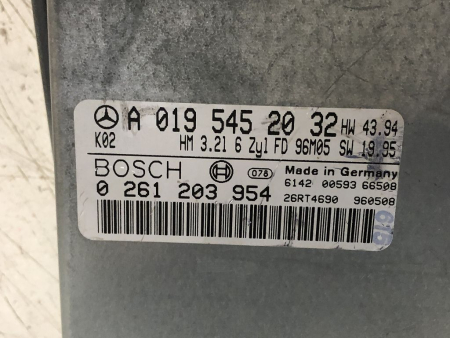 A 019 545 20 32 HW 43.94
K02 HM 3.21 6 Zyl FD 96M05 SW 19.95
BOSCH 078 Made in Germany
6142 00593 66508
0 261 203 954
26RT4690 960508